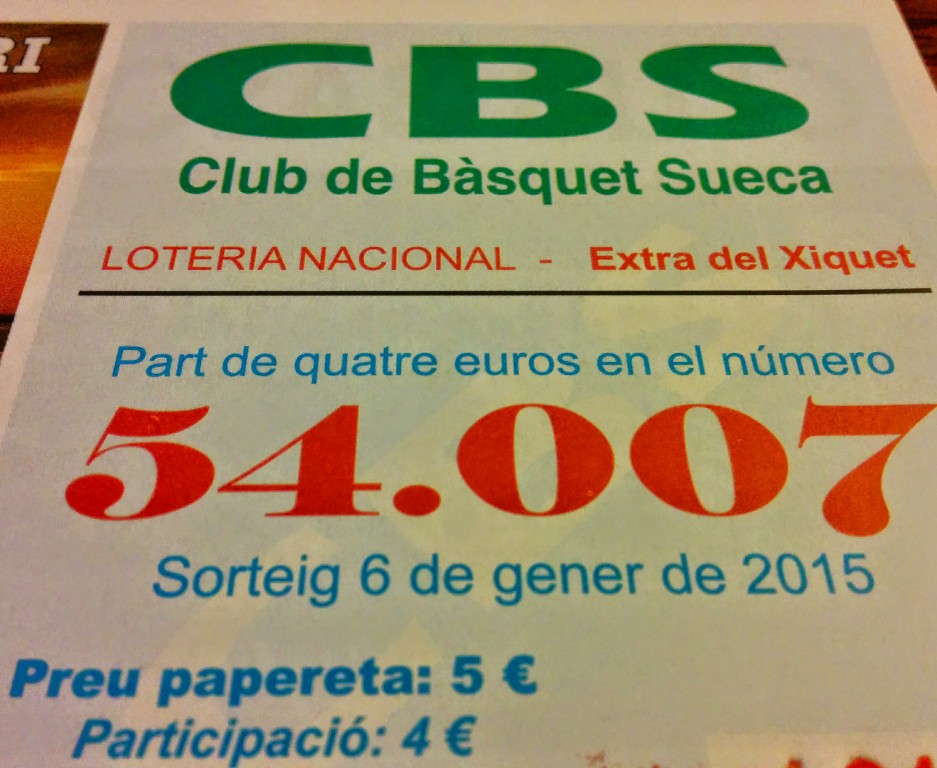 RI
CBS
Club de Bàsquet Sueca
LOTERIA NACIONAL - Extra del Xiquet
Part de quatre euros en el número
54.007
Sorteig 6 de gener de 2015
Preu papereta: 5 €
Participació: 4 €